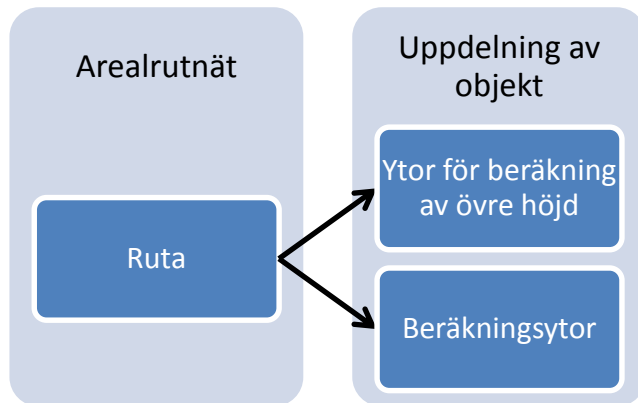 Arealrutnät
Ruta
Uppdelning av
objekt
Ytor för beräkning
av övre höjd
Beräkningsytor